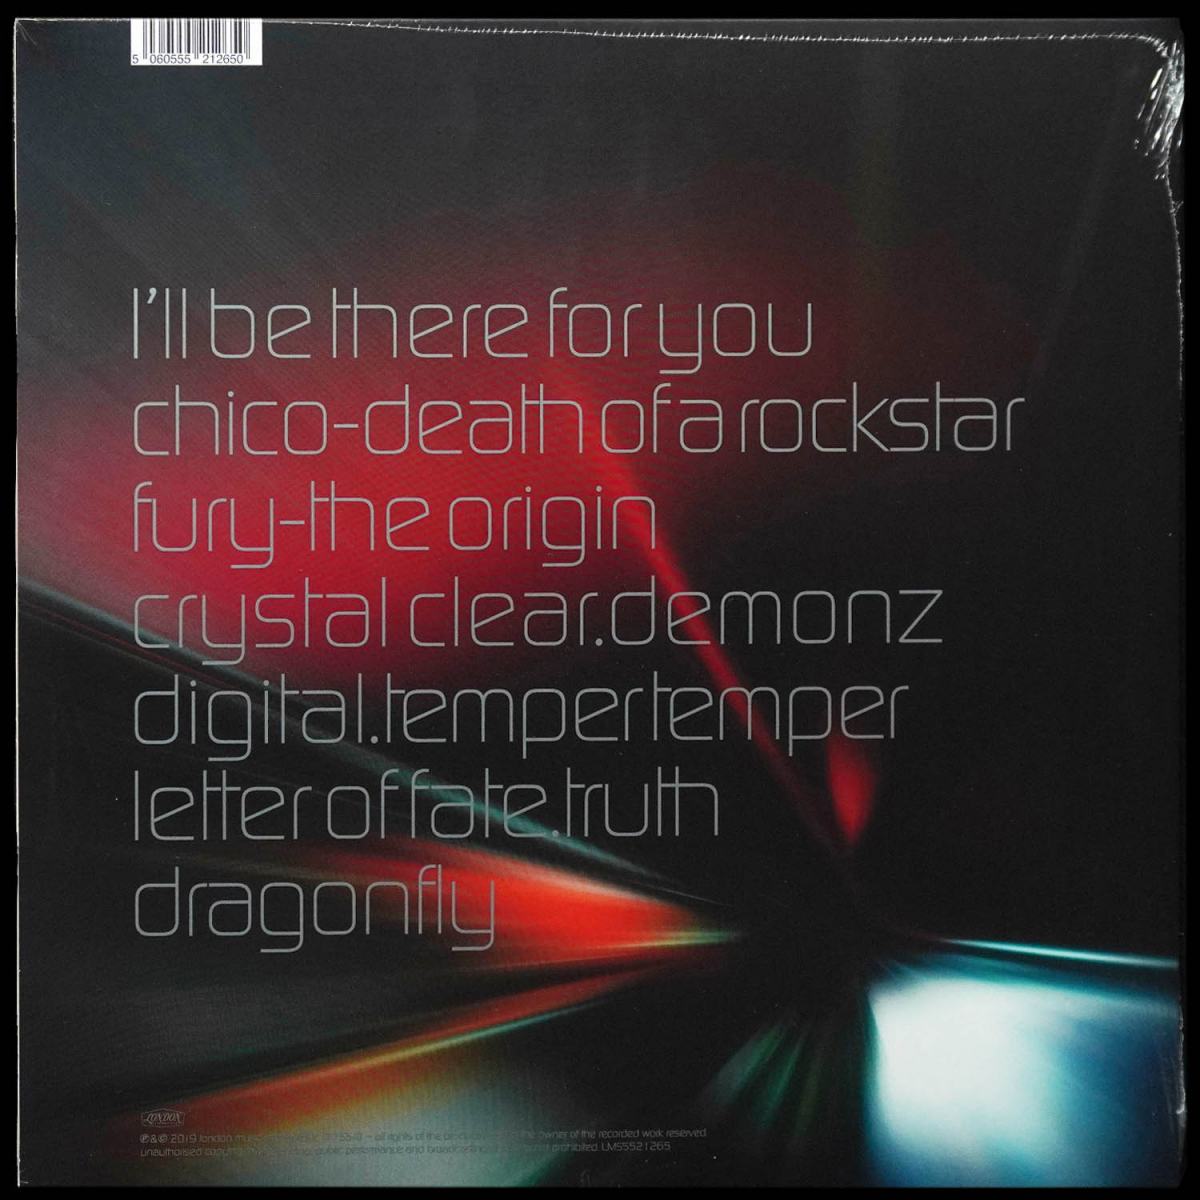 5 060555 212650
I'll be there for you
chico-death of a rockstar
fury-the origin
crystal clear.demonz
digital.tempertemper
letter of fate.truth
dragonfly
LONDON
℗&© 2019 london music - all rights of the the owner of the recorded work reserved.
unauthorised copying, public performance and broadcasting prohibited. LMS5521265